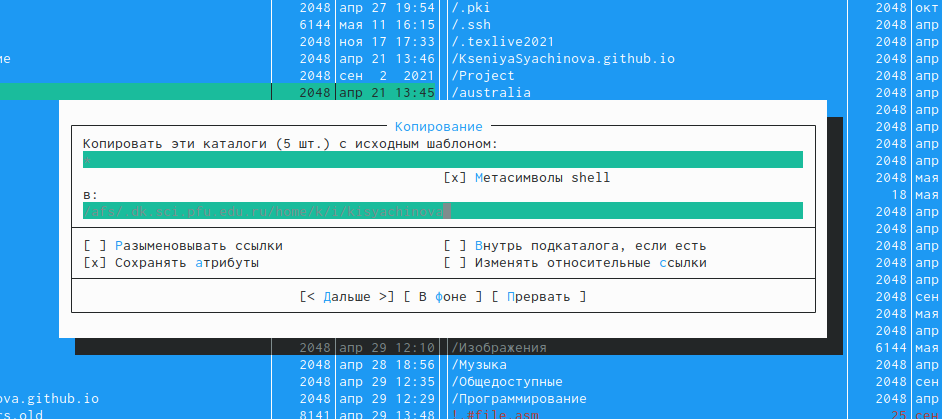 2048 апр 27 19:54 /.pki 2048 окт
6144 мая 11 16:15 /.ssh 2048 апр
2048 ноя 17 17:33 /.texlive2021 2048 апр
ие 2048 апр 21 13:46 /KseniyaSyachinova.github.io 2048 апр
2048 сен 2 2021 /Project 2048 апр
2048 апр 21 13:45 /australia 2048 апр
2048 апр
Копирование 2048 апр
Копировать эти каталоги (5 шт.) с исходным шаблоном: 2048 апр
2048 апр
[x] Метасимволы shell 2048 мая
в: 18 мая
2048 апр
2048 апр
[ ] Разыменовывать ссылки [ ] Внутрь подкаталога, если есть 2048 апр
[x] Сохранять атрибуты [ ] Изменять относительные ссылки 2048 апр
2048 апр
[< Дальше >] [ В фоне ] [ Прервать ] 2048 сен
2048 мая
2048 апр
2048 апр 29 12:10 /Изображения 6144 мая
2048 апр 28 18:56 /Музыка 2048 апр
2048 апр 29 12:35 /Общедоступные 2048 сен
ova.github.io 2048 апр 29 12:29 /Программирование 2048 апр
rs.old 8141 апр 29 13:48 !.#file.asm 25 сен